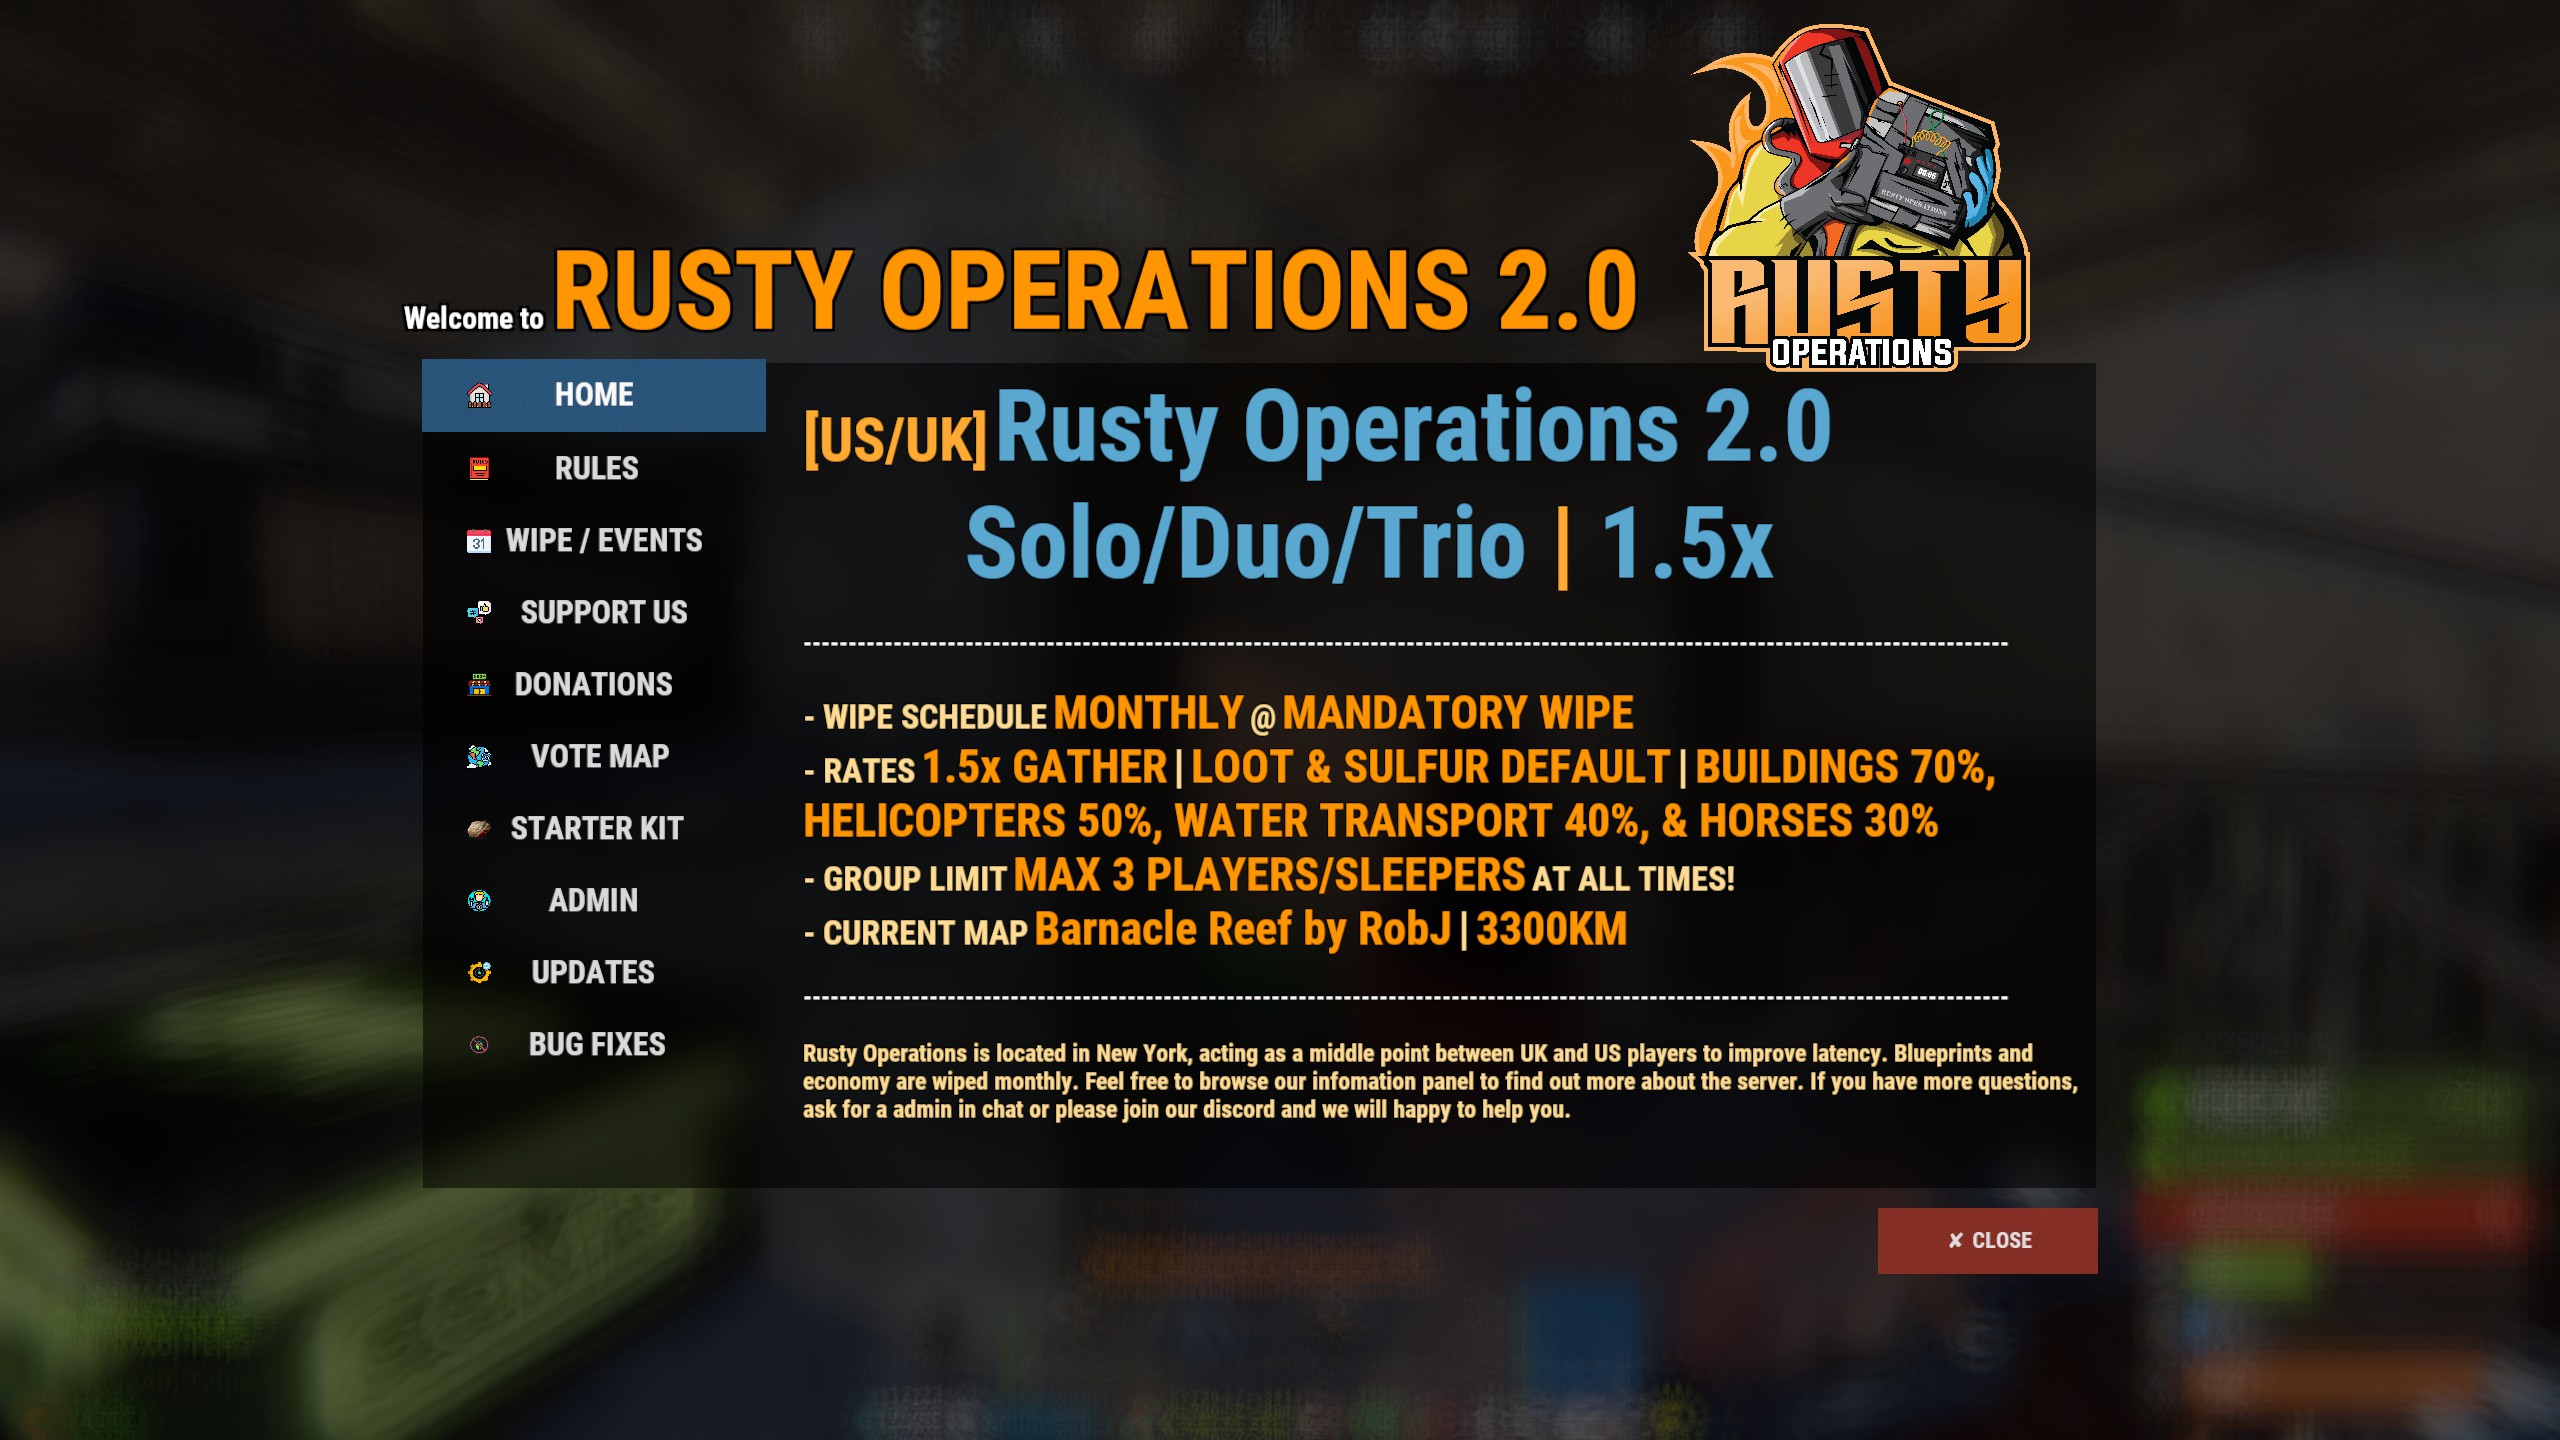 Welcome to RUSTY OPERATIONS 2.0
RUSTY
OPERATIONS
HOME
RULES
WIPE / EVENTS
31
SUPPORT US
DONATIONS
VOTE MAP
STARTER KIT
ADMIN
UPDATES
BUG FIXES
[US/UK] Rusty Operations 2.0
Solo/Duo/Trio | 1.5x
- WIPE SCHEDULE MONTHLY @ MANDATORY WIPE
- RATES 1.5x GATHER | LOOT & SULFUR DEFAULT | BUILDINGS 70%,
HELICOPTERS 50%, WATER TRANSPORT 40%, & HORSES 30%
- GROUP LIMIT MAX 3 PLAYERS/SLEEPERS AT ALL TIMES!
- CURRENT MAP Barnacle Reef by RobJ | 3300KM
Rusty Operations is located in New York, acting as a middle point between UK and US players to improve latency. Blueprints and
economy are wiped monthly. Feel free to browse our infomation panel to find out more about the server. If you have more questions,
ask for a admin in chat or please join our discord and we will happy to help you.
✘ CLOSE